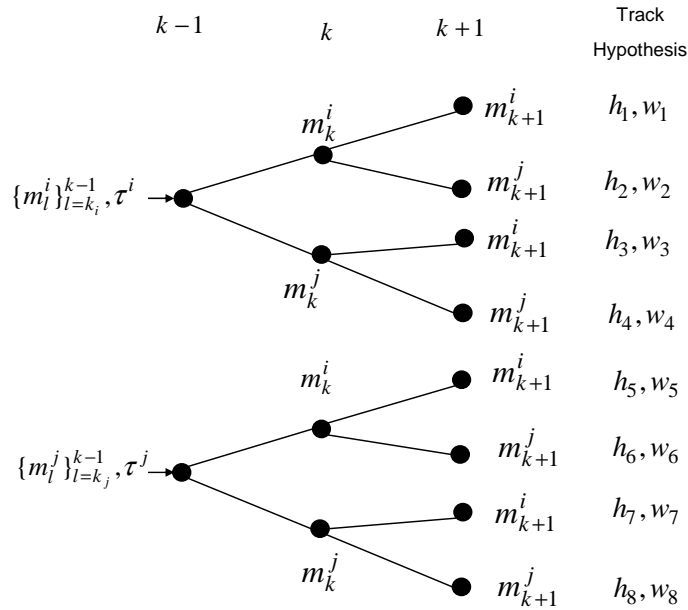 k − 1 k k + 1 Track Hypothesis
m_k^i m_{k+1}^i h_1, w_1
{m_l^i}_{l=k_i}^{k−1}, τ^i m_{k+1}^j h_2, w_2
m_k^j m_{k+1}^i h_3, w_3
m_{k+1}^j h_4, w_4
m_k^i m_{k+1}^i h_5, w_5
{m_l^j}_{l=k_j}^{k−1}, τ^j m_{k+1}^j h_6, w_6
m_{k+1}^i h_7, w_7
m_k^j m_{k+1}^j h_8, w_8